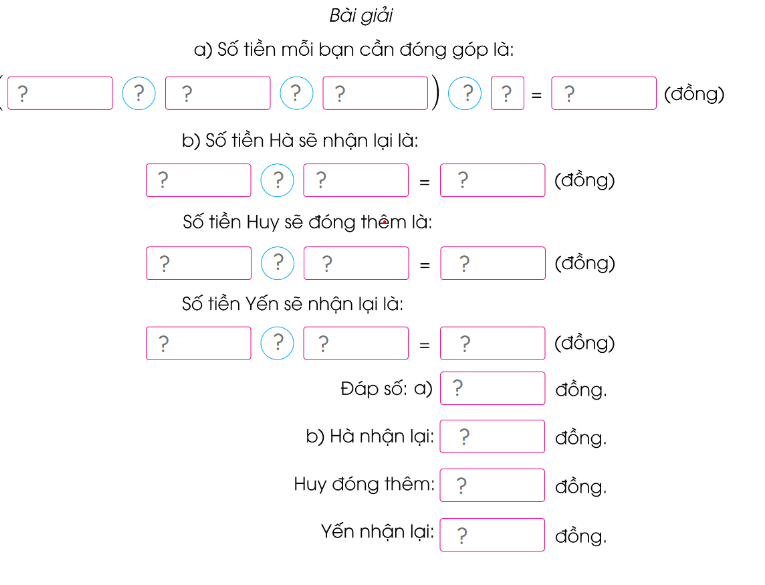 Bài giải
a) Số tiền mỗi bạn cần đóng góp là:
( ? ? ? ? ? ) ? ? = ? (đồng)
b) Số tiền Hà sẽ nhận lại là:
? ? ? = ? (đồng)
Số tiền Huy sẽ đóng thêm là:
? ? ? = ? (đồng)
Số tiền Yến sẽ nhận lại là:
? ? ? = ? (đồng)
Đáp số: a) ? đồng.
b) Hà nhận lại: ? đồng.
Huy đóng thêm: ? đồng.
Yến nhận lại: ? đồng.